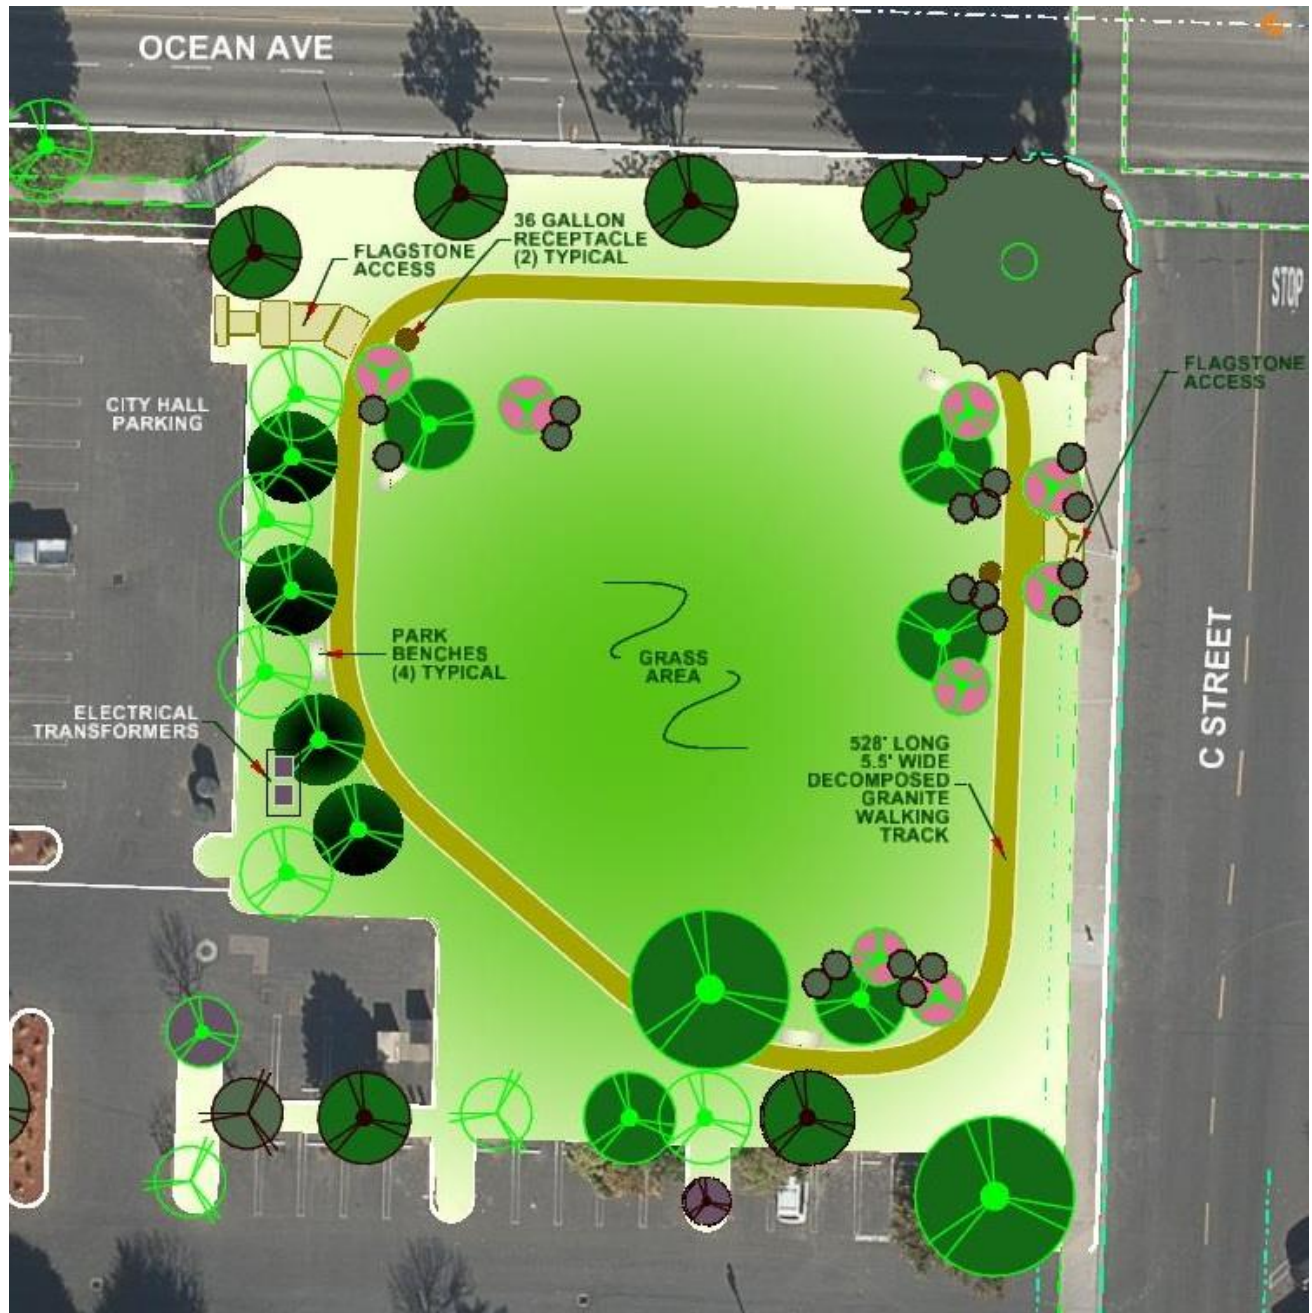 OCEAN AVE
36 GALLON
RECEPTACLE
(2) TYPICAL
FLAGSTONE
ACCESS
STOP
FLAGSTONE
ACCESS
CITY HALL
PARKING
PARK
BENCHES
(4) TYPICAL
GRASS
AREA
ELECTRICAL
TRANSFORMERS
C STREET
528' LONG
5.5' WIDE
DECOMPOSED
GRANITE
WALKING
TRACK